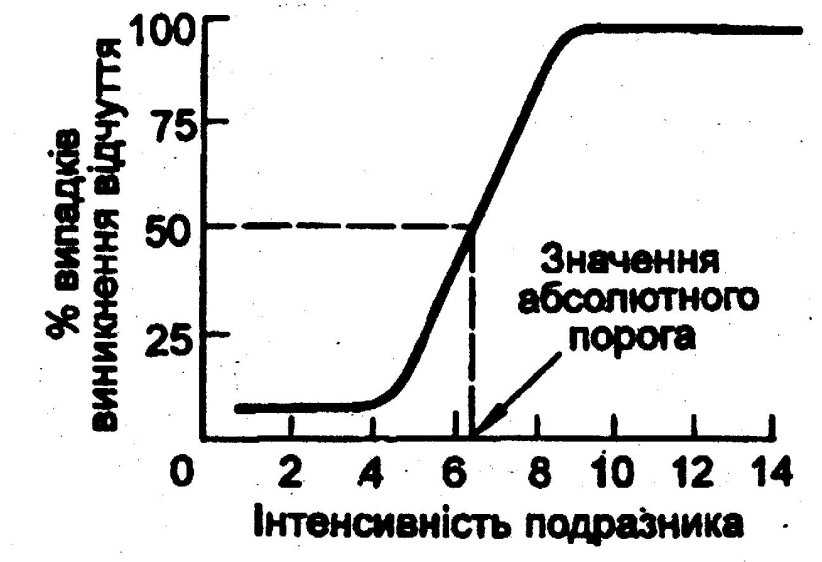 % випадків
виникнення відчуття
100
75
50
25
0
2
4
6
8
10
12
14
Значення
абсолютного
порога
Інтенсивність подразника